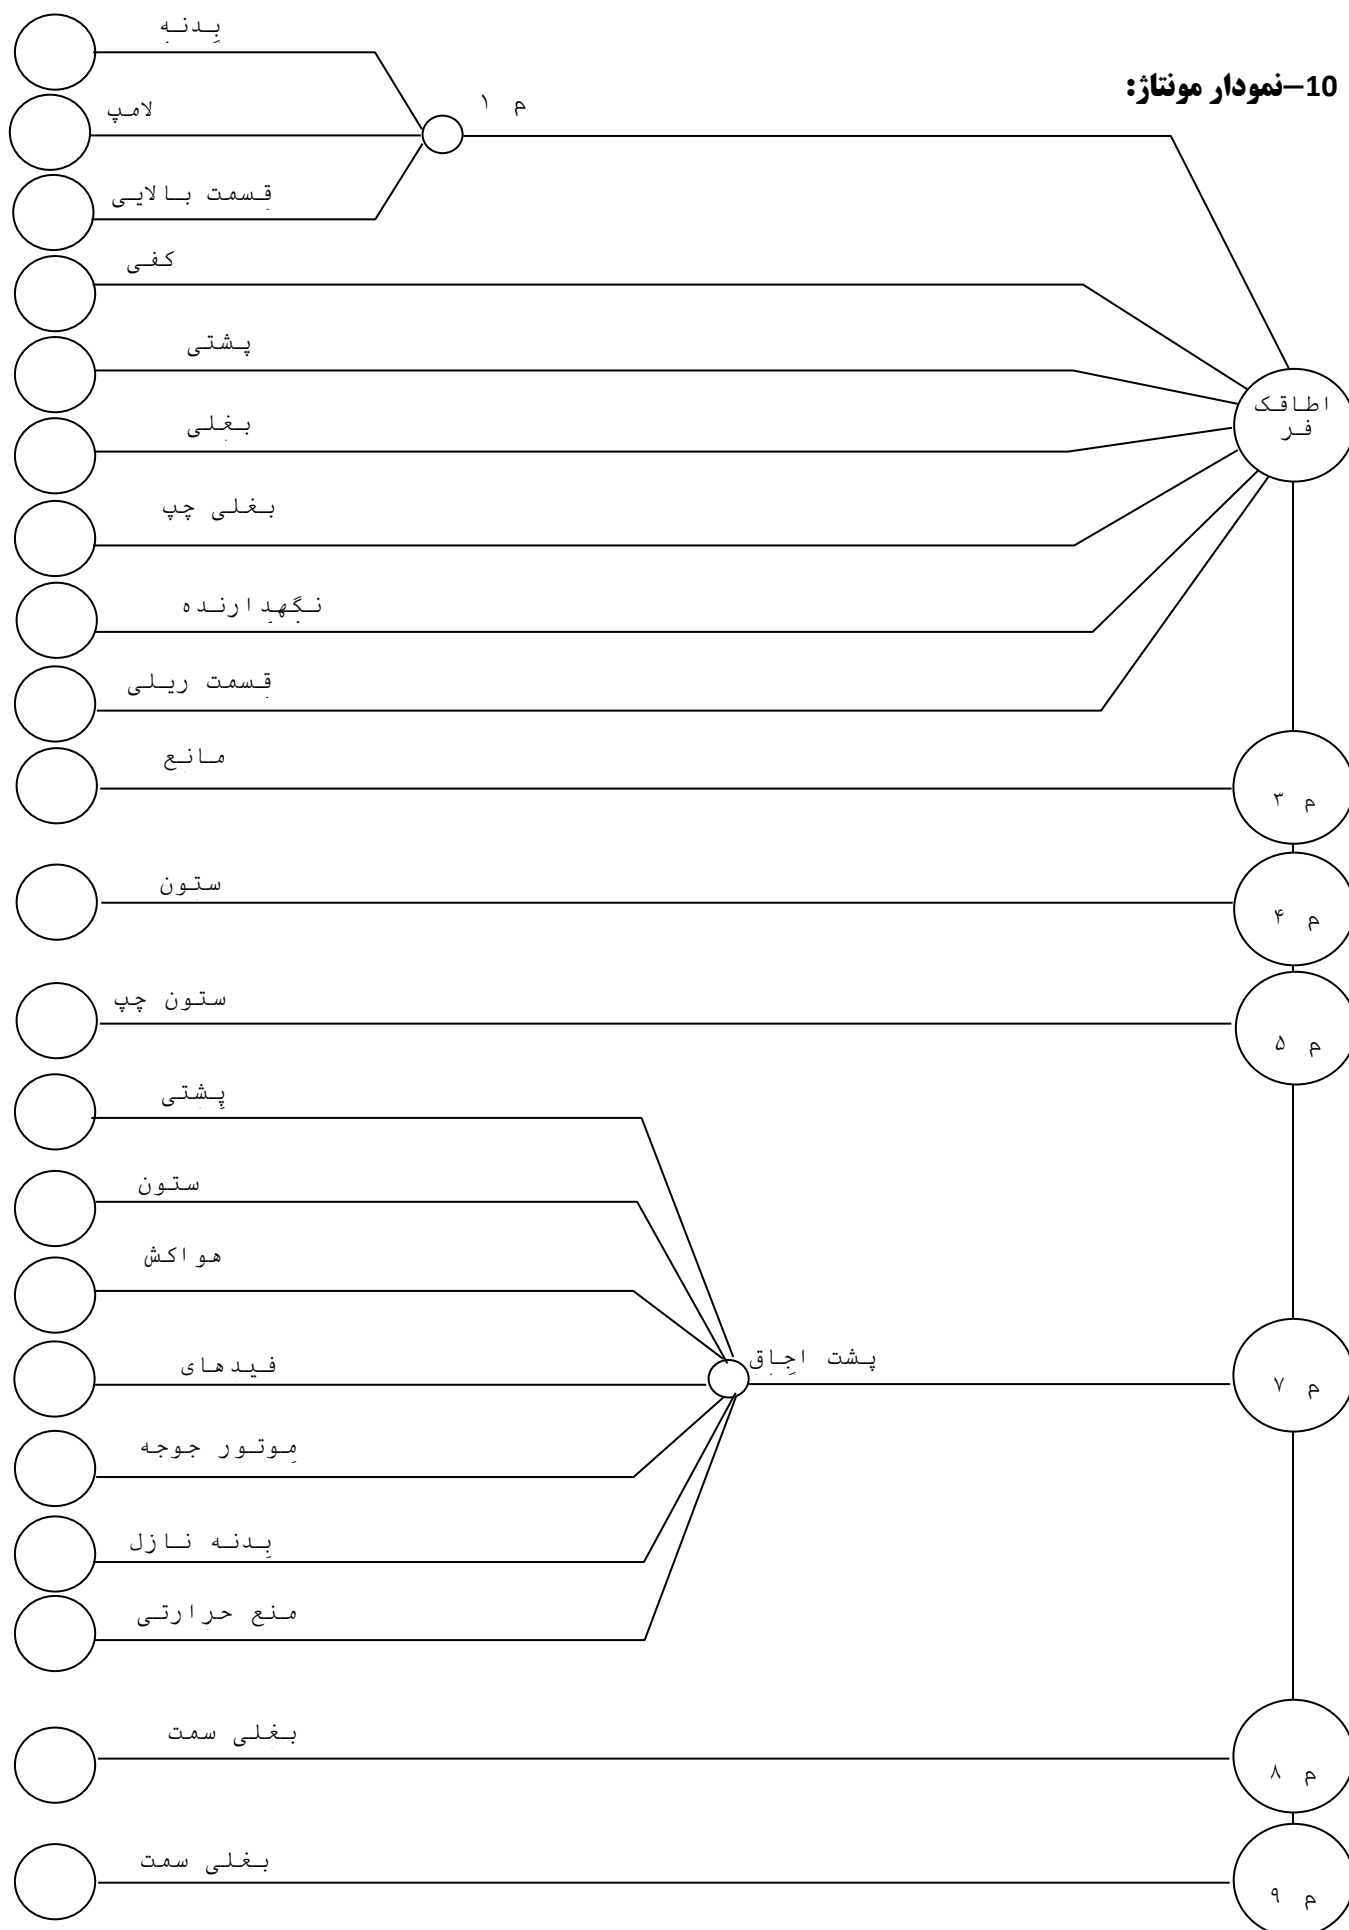 10–نمودار مونتاژ:
بدنه
لامپ
م ۱
قسمت بالایی
کفی
پشتی
اطاقک
فر
بغلی
بغلی چپ
نگهدارنده
قسمت ریلی
مانع
م ۳
ستون
م ۴
ستون چپ
م ۵
پشتی
ستون
هواکش
فیدهای
پشت اجاق
م ۷
موتور جوجه
بدنه نازل
منع حرارتی
بغلی سمت
م ۸
بغلی سمت
م ۹